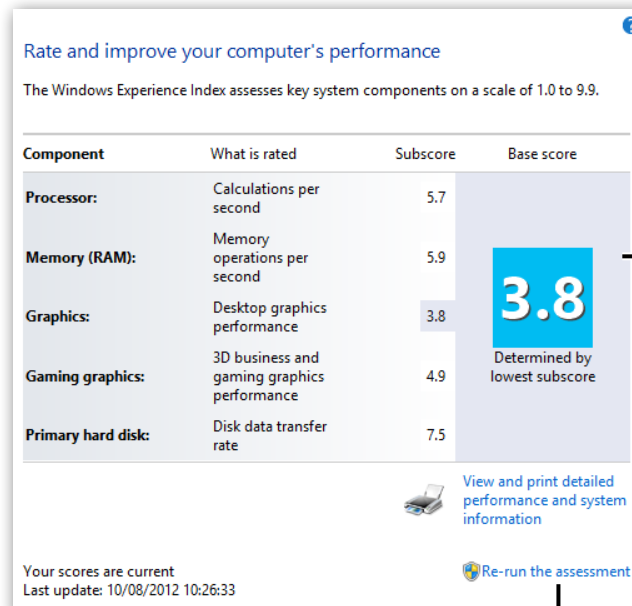 Rate and improve your computer's performance
The Windows Experience Index assesses key system components on a scale of 1.0 to 9.9.
Component What is rated Subscore Base score
Processor: Calculations per
second 5.7
Memory (RAM): Memory
operations per
second 5.9
Graphics: Desktop graphics
performance 3.8
Gaming graphics: 3D business and
gaming graphics
performance 4.9
Primary hard disk: Disk data transfer
rate 7.5
3.8
Determined by
lowest subscore
View and print detailed
performance and system
information
Your scores are current
Last update: 10/08/2012 10:26:33
Re-run the assessment